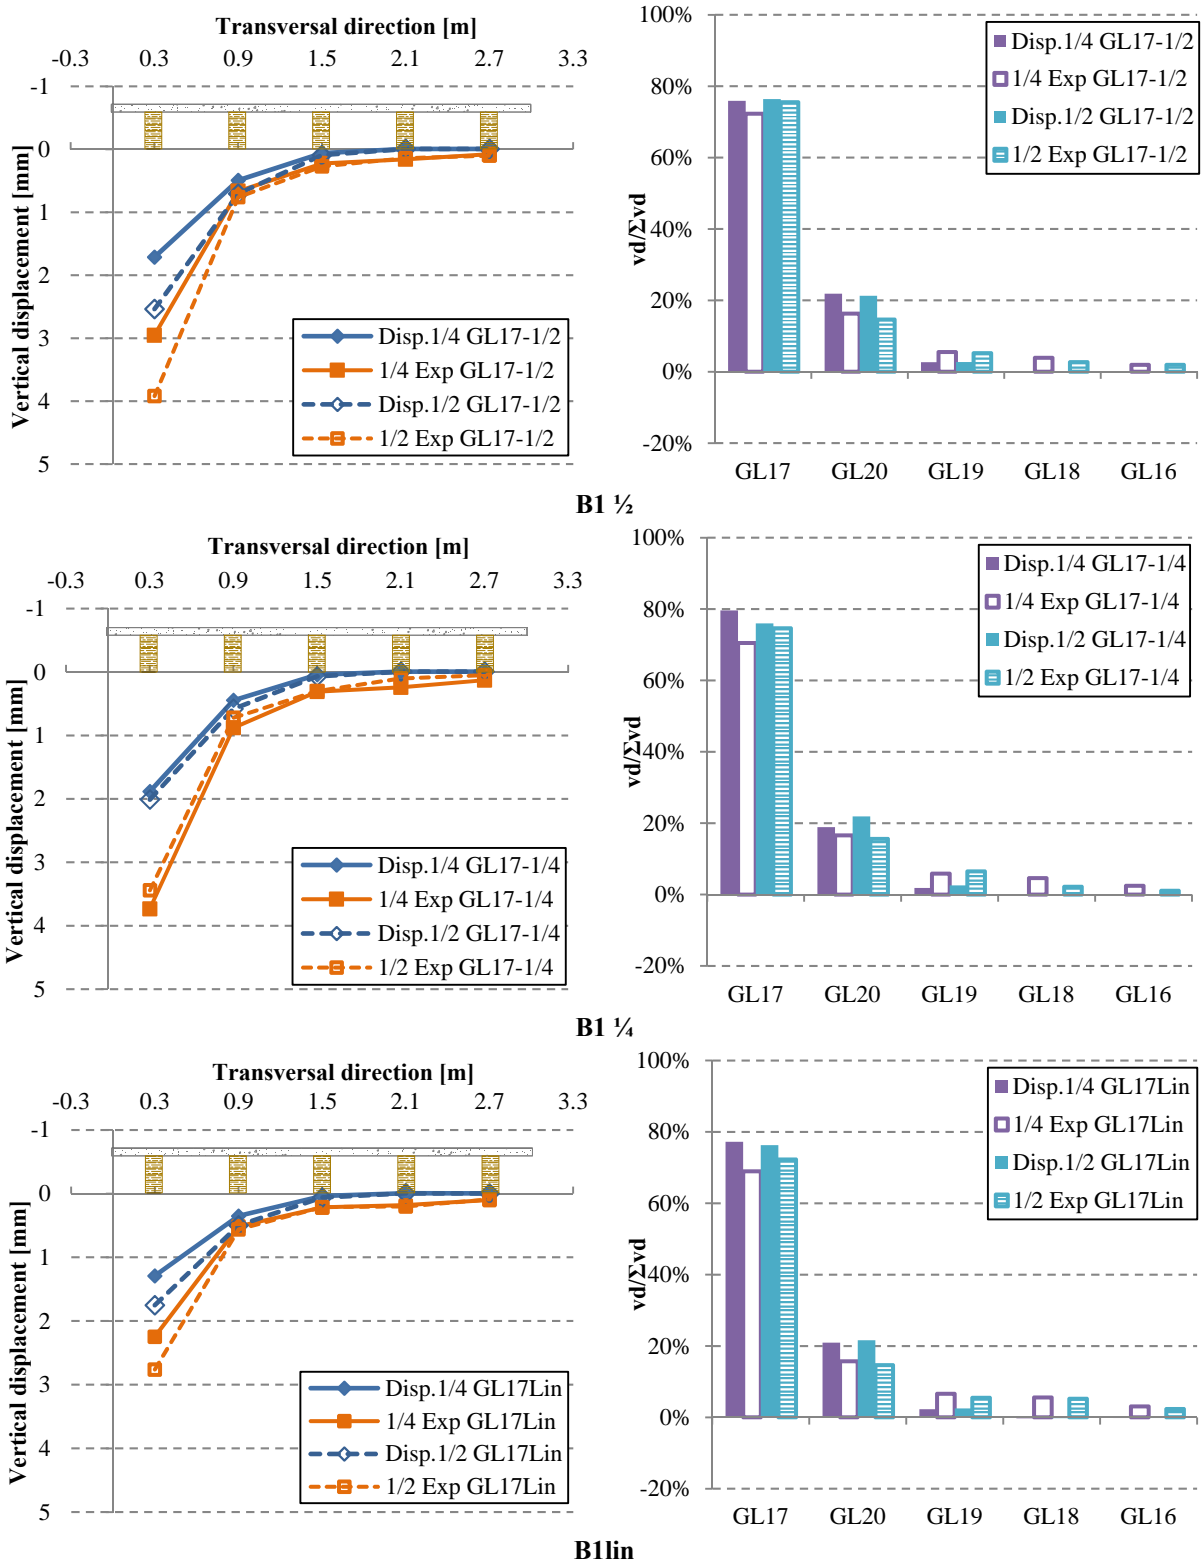 Transversal direction [m]
-0.3 0.3 0.9 1.5 2.1 2.7 3.3
Vertical displacement [mm]
-1
0
1
2
3
4
5
Disp.1/4 GL17-1/2
1/4 Exp GL17-1/2
Disp.1/2 GL17-1/2
1/2 Exp GL17-1/2
vd/Σvd
100%
80%
60%
40%
20%
0%
-20%
GL17 GL20 GL19 GL18 GL16
Disp.1/4 GL17-1/2
1/4 Exp GL17-1/2
Disp.1/2 GL17-1/2
1/2 Exp GL17-1/2
B1 ½
Transversal direction [m]
-0.3 0.3 0.9 1.5 2.1 2.7 3.3
Vertical displacement [mm]
-1
0
1
2
3
4
5
Disp.1/4 GL17-1/4
1/4 Exp GL17-1/4
Disp.1/2 GL17-1/4
1/2 Exp GL17-1/4
vd/Σvd
100%
80%
60%
40%
20%
0%
-20%
GL17 GL20 GL19 GL18 GL16
Disp.1/4 GL17-1/4
1/4 Exp GL17-1/4
Disp.1/2 GL17-1/4
1/2 Exp GL17-1/4
B1 ¼
Transversal direction [m]
-0.3 0.3 0.9 1.5 2.1 2.7 3.3
Vertical displacement [mm]
-1
0
1
2
3
4
5
Disp.1/4 GL17Lin
1/4 Exp GL17Lin
Disp.1/2 GL17Lin
1/2 Exp GL17Lin
vd/Σvd
100%
80%
60%
40%
20%
0%
-20%
GL17 GL20 GL19 GL18 GL16
Disp.1/4 GL17Lin
1/4 Exp GL17Lin
Disp.1/2 GL17Lin
1/2 Exp GL17Lin
B1lin